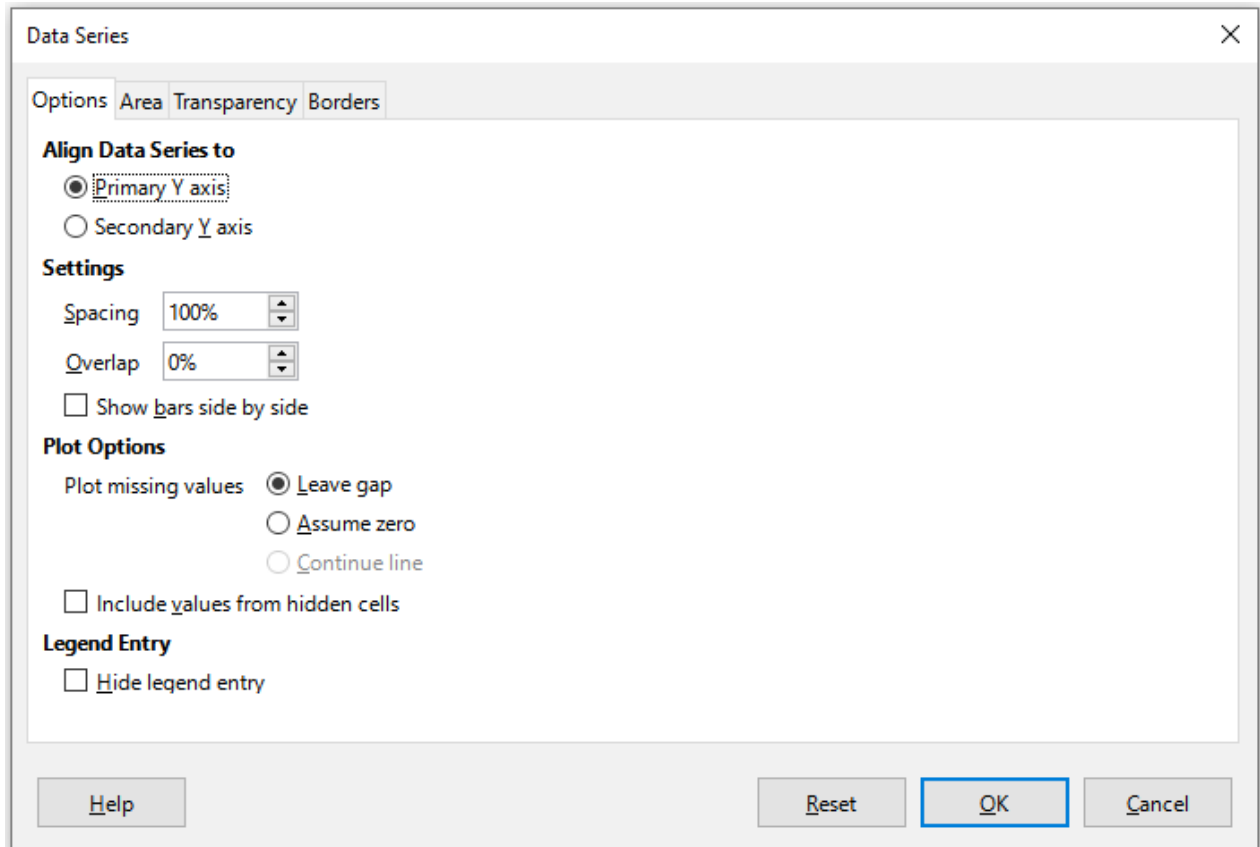 Data Series
Options Area Transparency Borders
Align Data Series to
Primary Y axis
Secondary Y axis
Settings
Spacing 100%
Overlap 0%
Show bars side by side
Plot Options
Plot missing values Leave gap
Assume zero
Continue line
Include values from hidden cells
Legend Entry
Hide legend entry
Help Reset OK Cancel